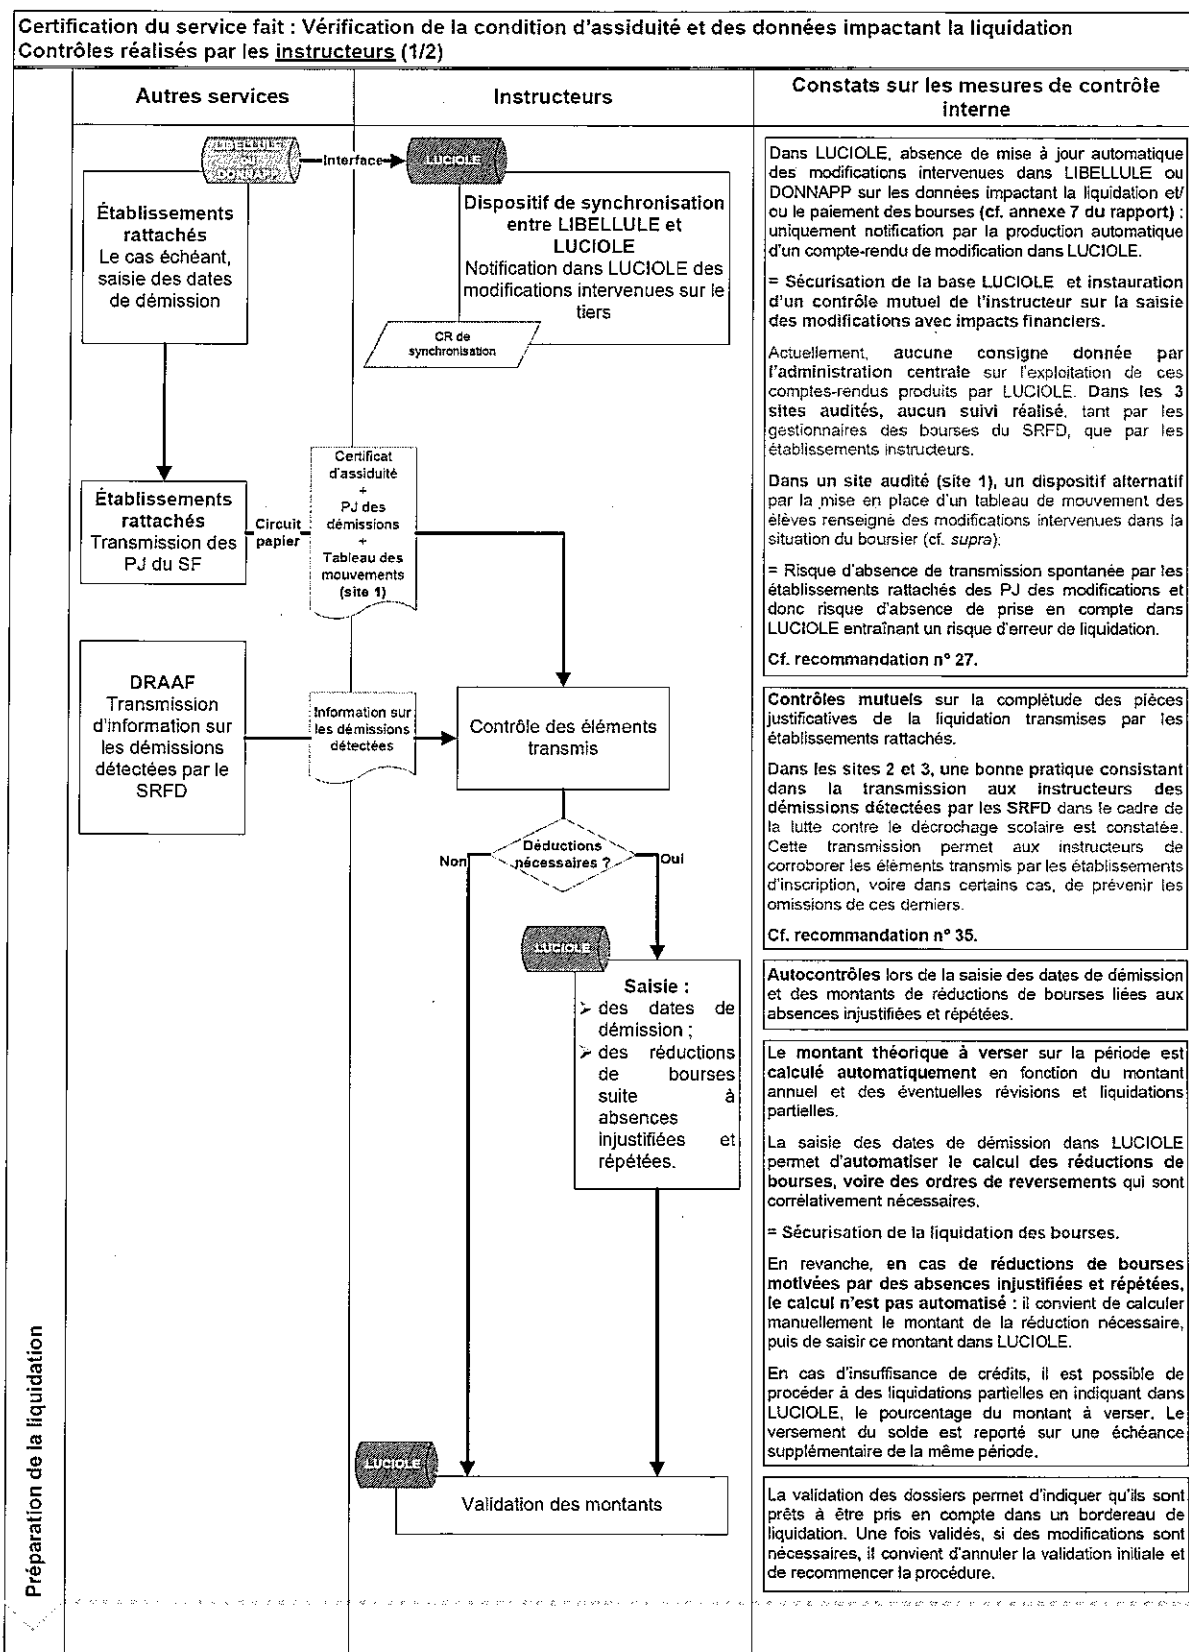 Certification du service fait : Vérification de la condition d'assiduité et des données impactant la liquidation
Contrôles réalisés par les instructeurs (1/2)
Autres services
Instructeurs
Constats sur les mesures de contrôle
interne
LIBELLULE
ou
DONNAPP
Interface
LUCIOLE
Établissements
rattachés
Le cas échéant,
saisie des dates
de démission
Dispositif de synchronisation
entre LIBELLULE et
LUCIOLE
Notification dans LUCIOLE des
modifications intervenues sur le
tiers
CR de
synchronisation
Dans LUCIOLE, absence de mise à jour automatique
des modifications intervenues dans LIBELLULE ou
DONNAPP sur les données impactant la liquidation et/
ou le paiement des bourses (cf. annexe 7 du rapport) :
uniquement notification par la production automatique
d'un compte-rendu de modification dans LUCIOLE.
= Sécurisation de la base LUCIOLE et instauration
d'un contrôle mutuel de l'instructeur sur la saisie
des modifications avec impacts financiers.
Actuellement, aucune consigne donnée par
l'administration centrale sur l'exploitation de ces
comptes-rendus produits par LUCIOLE. Dans les 3
sites audités, aucun suivi réalisé, tant par les
gestionnaires des bourses du SRFD, que par les
établissements instructeurs.
Dans un site audité (site 1), un dispositif alternatif
par la mise en place d'un tableau de mouvement des
élèves renseigné des modifications intervenues dans la
situation du boursier (cf. supra);
= Risque d'absence de transmission spontanée par les
établissements rattachés des PJ des modifications et
donc risque d'absence de prise en compte dans
LUCIOLE entraînant un risque d'erreur de liquidation.
Cf. recommandation n° 27.
Établissements
rattachés
Transmission des
PJ du SF
Circuit
papier
Certificat
d'assiduité
+
PJ des
démissions
+
Tableau des
mouvements
(site 1)
DRAAF
Transmission
d'information sur
les démissions
détectées par le
SRFD
Information sur
les démissions
détectées
Contrôle des éléments
transmis
Contrôles mutuels sur la complétude des pièces
justificatives de la liquidation transmises par les
établissements rattachés.
Dans les sites 2 et 3, une bonne pratique consistant
dans la transmission aux instructeurs des
démissions détectées par les SRFD dans le cadre de
la lutte contre le décrochage scolaire est constatée.
Cette transmission permet aux instructeurs de
corroborer les éléments transmis par les établissements
d'inscription, voire dans certains cas, de prévenir les
omissions de ces derniers.
Cf. recommandation n° 35.
Non
Déductions
nécessaires ?
Oui
LUCIOLE
Saisie :
➢ des dates de
démission ;
➢ des réductions
de bourses
suite à
absences
injustifiées et
répétées.
Autocontrôles lors de la saisie des dates de démission
et des montants de réductions de bourses liées aux
absences injustifiées et répétées.
Le montant théorique à verser sur la période est
calculé automatiquement en fonction du montant
annuel et des éventuelles révisions et liquidations
partielles.
La saisie des dates de démission dans LUCIOLE
permet d'automatiser le calcul des réductions de
bourses, voire des ordres de reversements qui sont
corrélativement nécessaires.
= Sécurisation de la liquidation des bourses.
En revanche, en cas de réductions de bourses
motivées par des absences injustifiées et répétées,
le calcul n'est pas automatisé : il convient de calculer
manuellement le montant de la réduction nécessaire,
puis de saisir ce montant dans LUCIOLE.
En cas d'insuffisance de crédits, il est possible de
procéder à des liquidations partielles en indiquant dans
LUCIOLE, le pourcentage du montant à verser. Le
versement du solde est reporté sur une échéance
supplémentaire de la même période.
LUCIOLE
Validation des montants
La validation des dossiers permet d'indiquer qu'ils sont
prêts à être pris en compte dans un bordereau de
liquidation. Une fois validés, si des modifications sont
nécessaires, il convient d'annuler la validation initiale et
de recommencer la procédure.
Préparation de la liquidation